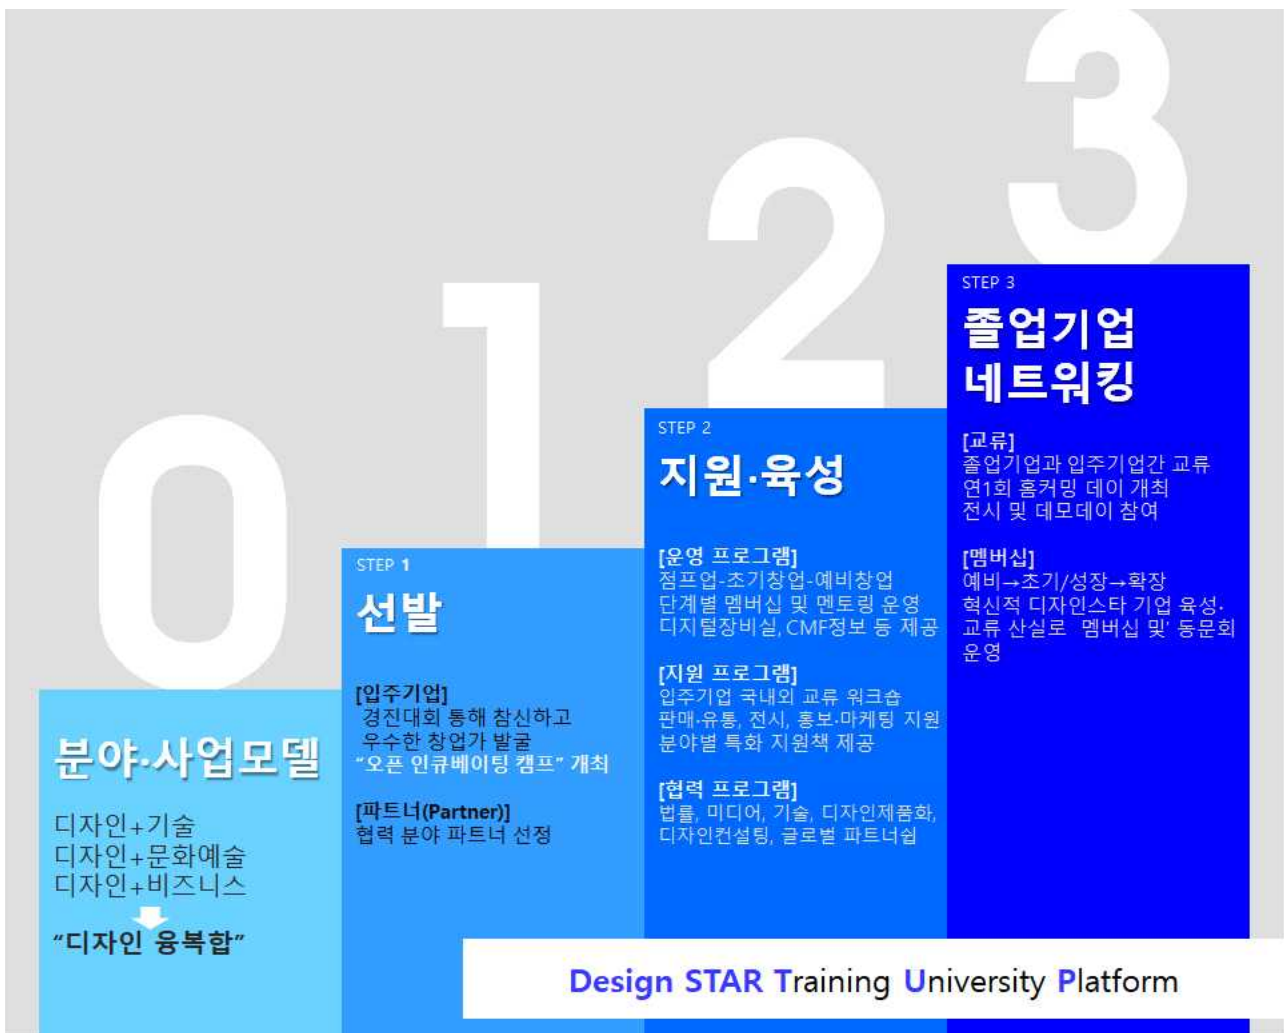 0
분야·사업모델
디자인+기술
디자인+문화예술
디자인+비즈니스
“디자인 융복합”
1
STEP 1
선발
[입주기업]
경진대회 통해 참신하고
우수한 창업가 발굴
“오픈 인큐베이팅 캠프” 개최
[파트너(Partner)]
협력 분야 파트너 선정
2
STEP 2
지원·육성
[운영 프로그램]
점프업-초기창업-예비창업
단계별 멤버십 및 멘토링 운영
디지털장비실, CMF정보 등 제공
[지원 프로그램]
입주기업 국내외 교류 워크숍
판매·유통, 전시, 홍보·마케팅 지원
분야별 특화 지원책 제공
[협력 프로그램]
법률, 미디어, 기술, 디자인제품화,
디자인컨설팅, 글로벌 파트너쉽
3
STEP 3
졸업기업
네트워킹
[교류]
졸업기업과 입주기업간 교류
연1회 홈커밍 데이 개최
전시 및 데모데이 참여
[멤버십]
예비→초기/성장→확장
혁신적 디자인스타 기업 육성·
교류 산실로 멤버십 및' 동문회
운영
Design STAR Training University Platform